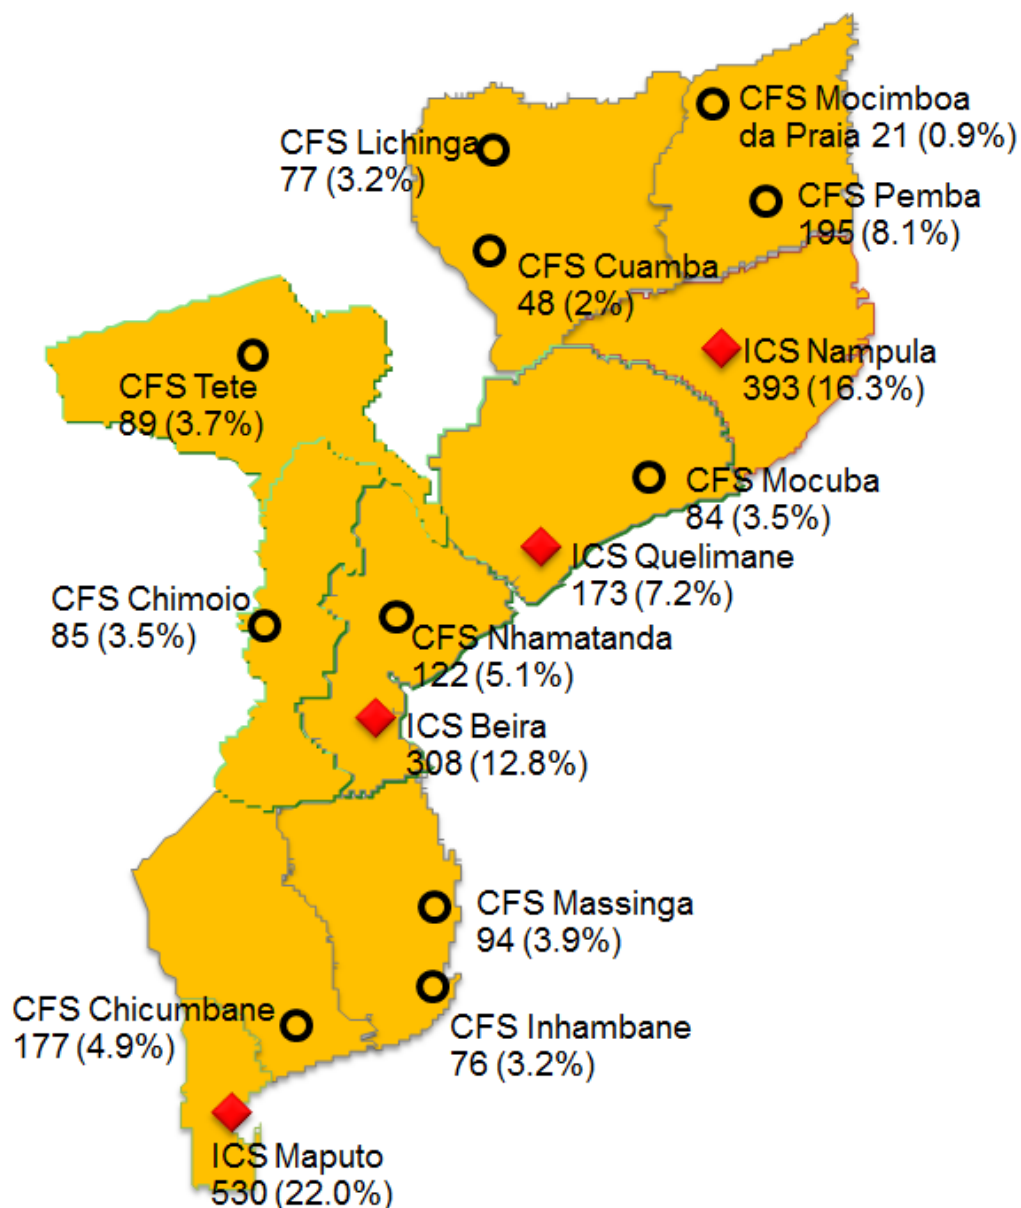 CFS Mocimboa
da Praia 21 (0.9%)
CFS Lichinga
77 (3.2%)
CFS Pemba
195 (8.1%)
CFS Cuamba
48 (2%)
ICS Nampula
393 (16.3%)
CFS Tete
89 (3.7%)
CFS Mocuba
84 (3.5%)
ICS Quelimane
173 (7.2%)
CFS Chimoio
85 (3.5%)
CFS Nhamatanda
122 (5.1%)
ICS Beira
308 (12.8%)
CFS Massinga
94 (3.9%)
CFS Chicumbane
177 (4.9%)
CFS Inhambane
76 (3.2%)
ICS Maputo
530 (22.0%)